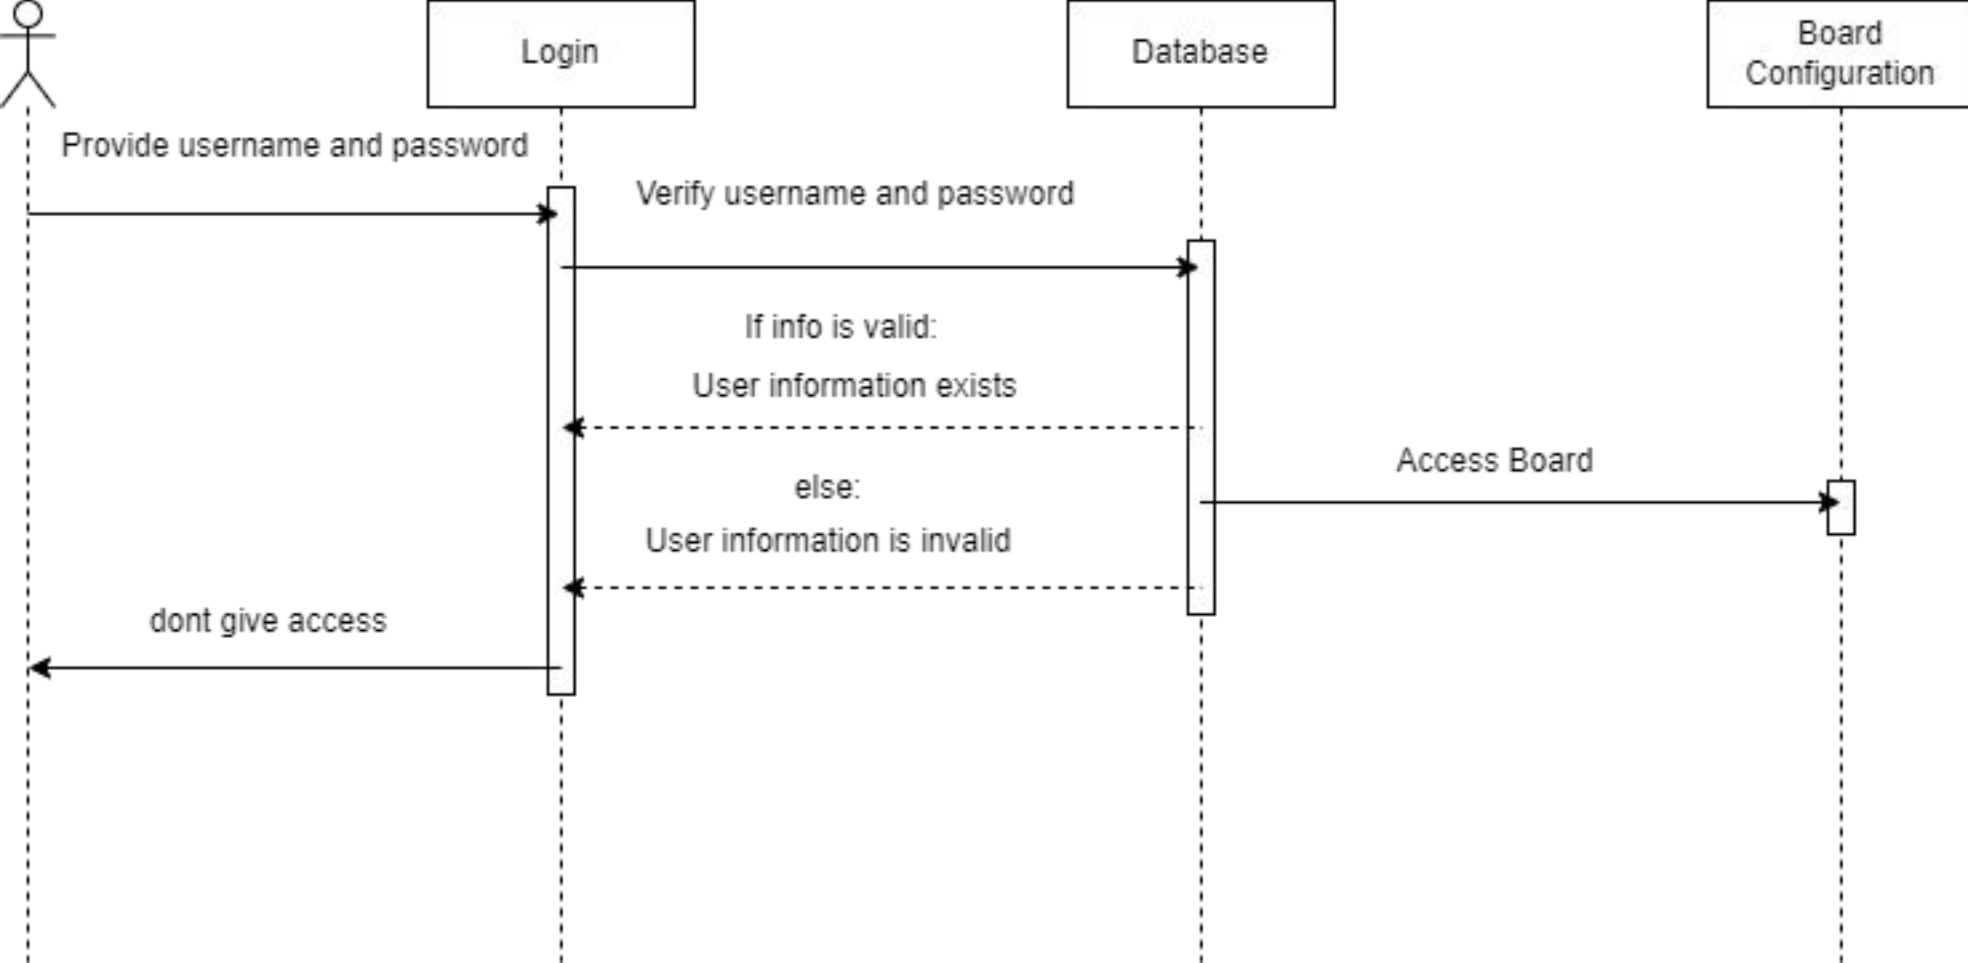 Login
Database
Board
Configuration
Provide username and password
Verify username and password
If info is valid:
User information exists
Access Board
else:
User information is invalid
dont give access